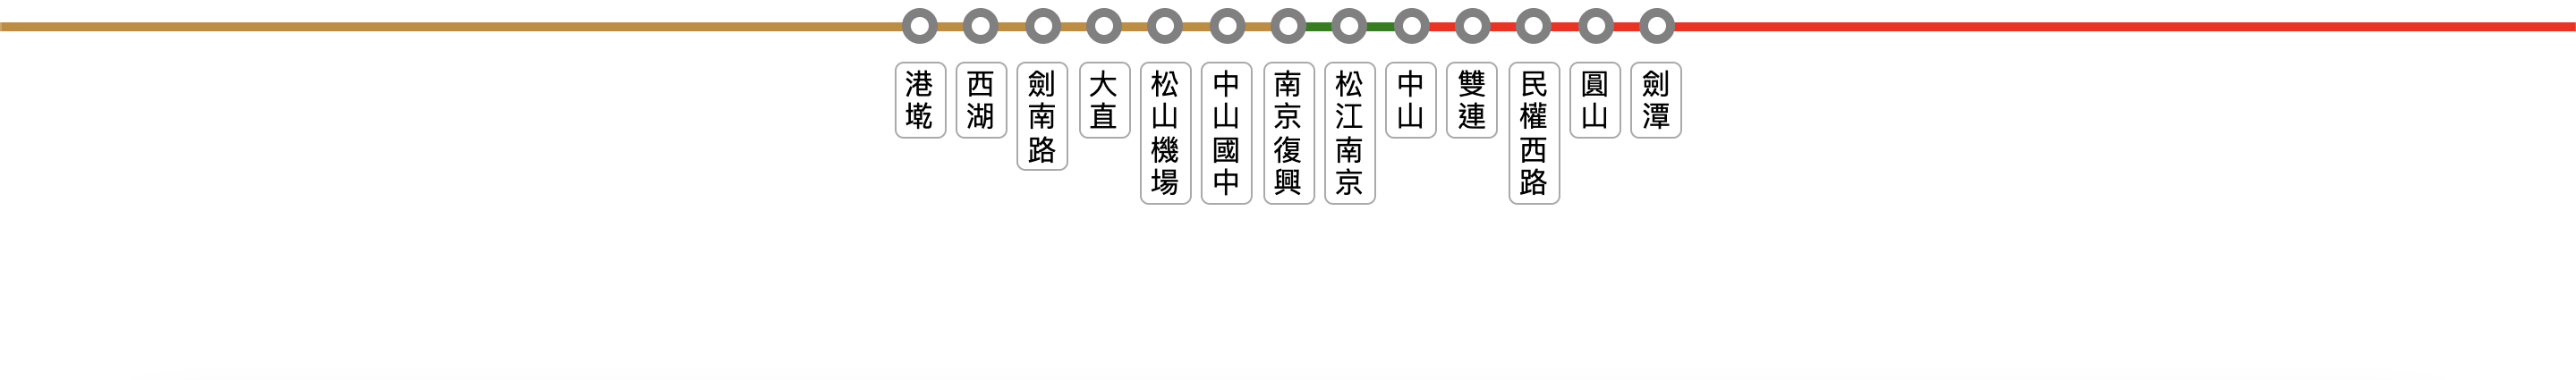 港墘
西湖
劍南路
大直
松山機場
中山國中
南京復興
松江南京
中山
雙連
民權西路
圓山
劍潭